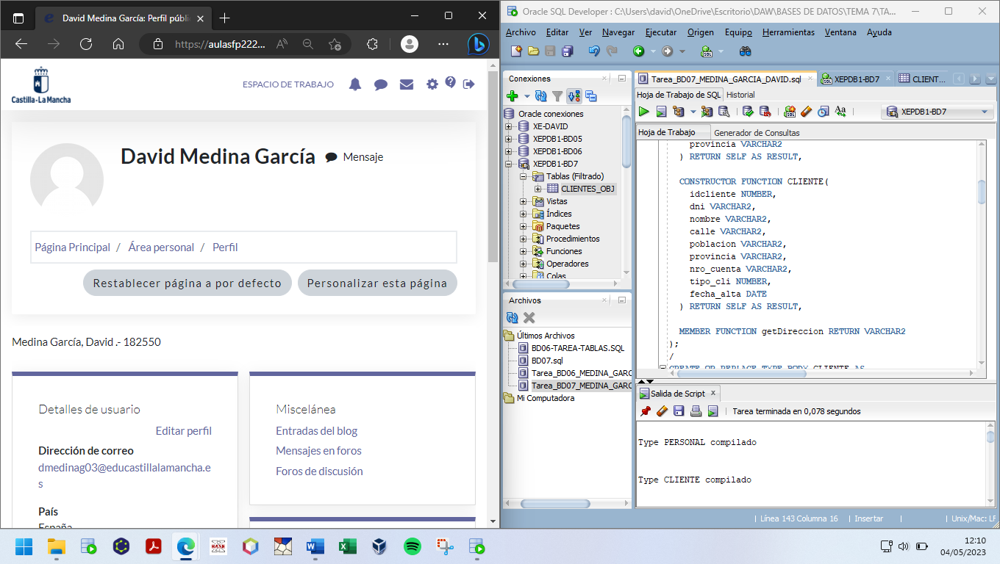 David Medina García: Perfil públi
https://aulasfp222...
Castilla-La Mancha
ESPACIO DE TRABAJO
David Medina García
Mensaje
Página Principal / Área personal / Perfil
Restablecer página a por defecto
Personalizar esta página
Medina García, David .- 182550
Detalles de usuario
Editar perfil
Dirección de correo
dmedinag03@educastillalamancha.e
s
País
España
Miscelánea
Entradas del blog
Mensajes en foros
Foros de discusión
Oracle SQL Developer : C:\Users\david\OneDrive\Escritorio\DAW\BASES DE DATOS\TEMA 7\TA...
Archivo Editar Ver Navegar Ejecutar Origen Equipo Herramientas Ventana Ayuda
Conexiones
Oracle conexiones
XE-DAVID
XEPDB1-BD05
XEPDB1-BD06
XEPDB1-BD7
Tablas (Filtrado)
CLIENTES_OBJ
Vistas
Índices
Paquetes
Procedimientos
Funciones
Operadores
Colas
Archivos
Últimos Archivos
BD06-TAREA-TABLAS.SQL
BD07.sql
Tarea_BD06_MEDINA_GARC
Tarea_BD07_MEDINA_GARC
Mi Computadora
Tarea_BD07_MEDINA_GARCIA_DAVID.sql
XEPDB1-BD7
CLIENT...
Hoja de Trabajo de SQL
Historial
XEPDB1-BD7
Hoja de Trabajo
Generador de Consultas
provincia VARCHAR2
) RETURN SELF AS RESULT,
CONSTRUCTOR FUNCTION CLIENTE(
idcliente NUMBER,
dni VARCHAR2,
nombre VARCHAR2,
calle VARCHAR2,
poblacion VARCHAR2,
provincia VARCHAR2,
nro_cuenta VARCHAR2,
tipo_cli NUMBER,
fecha_alta DATE
) RETURN SELF AS RESULT,
MEMBER FUNCTION getDireccion RETURN VARCHAR2
);
/
CREATE OR REPLACE TYPE BODY CLIENTE AS
Salida de Script
Tarea terminada en 0,078 segundos
Type PERSONAL compilado
Type CLIENTE compilado
Línea 143 Columna 16
Insertar
Unix/Mac: LF
12:10
04/05/2023